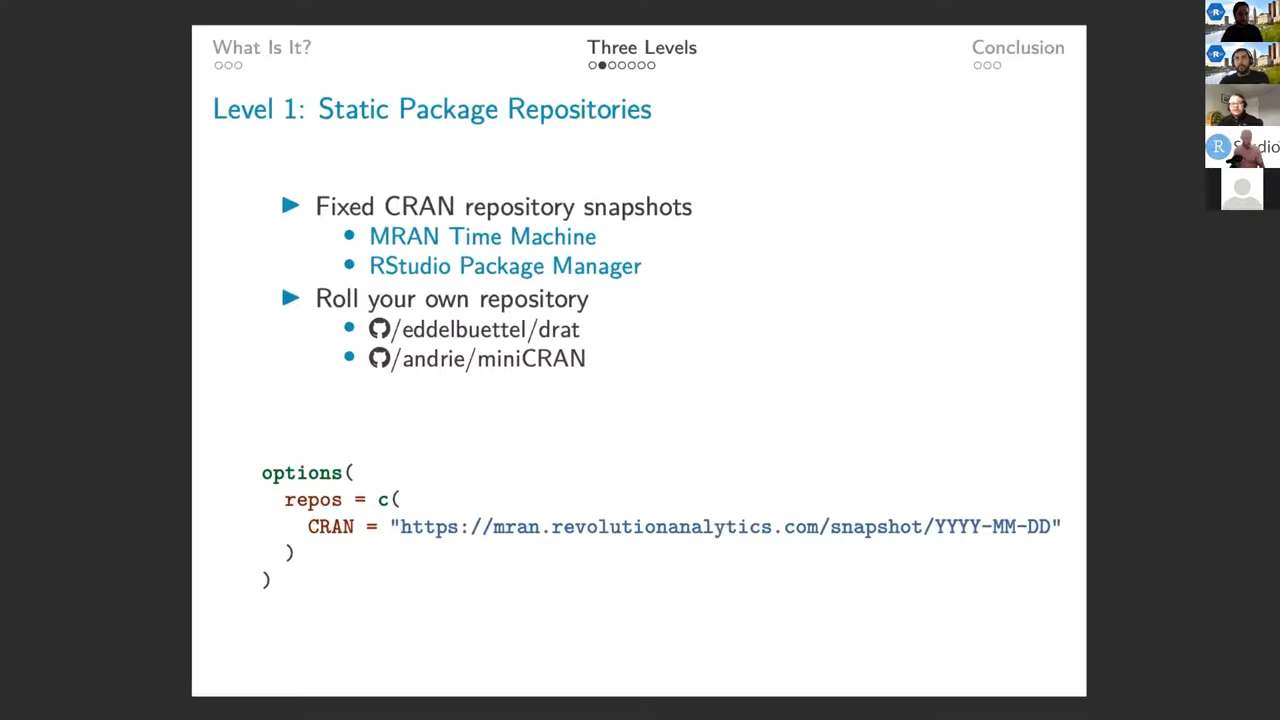 What Is It?
Three Levels
Conclusion
Level 1: Static Package Repositories
Fixed CRAN repository snapshots
MRAN Time Machine
RStudio Package Manager
Roll your own repository
/eddelbuettel/drat
/andrie/miniCRAN
options(
repos = c(
CRAN = "https://mran.revolutionanalytics.com/snapshot/YYYY-MM-DD"
)
)
R
R
R